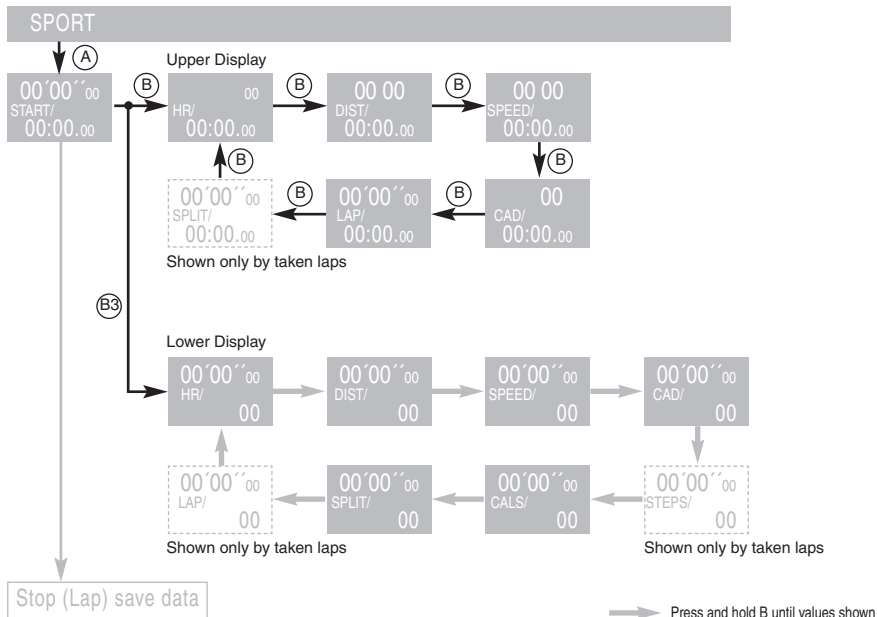 SPORT
A
Upper Display
00´00´´00
START/
00:00.00
B
00
HR/
00:00.00
B
00 00
DIST/
00:00.00
B
00 00
SPEED/
00:00.00
B
B
00´00´´00
SPLIT/
00:00.00
B
00´00´´00
LAP/
00:00.00
B
00
CAD/
00:00.00
Shown only by taken laps
B3
Lower Display
00´00´´00
HR/
00
00´00´´00
DIST/
00
00´00´´00
SPEED/
00
00´00´´00
CAD/
00
00´00´´00
LAP/
00
00´00´´00
SPLIT/
00
00´00´´00
CALS/
00
00´00´´00
STEPS/
00
Shown only by taken laps
Shown only by taken laps
Stop (Lap) save data
Press and hold B until values shown